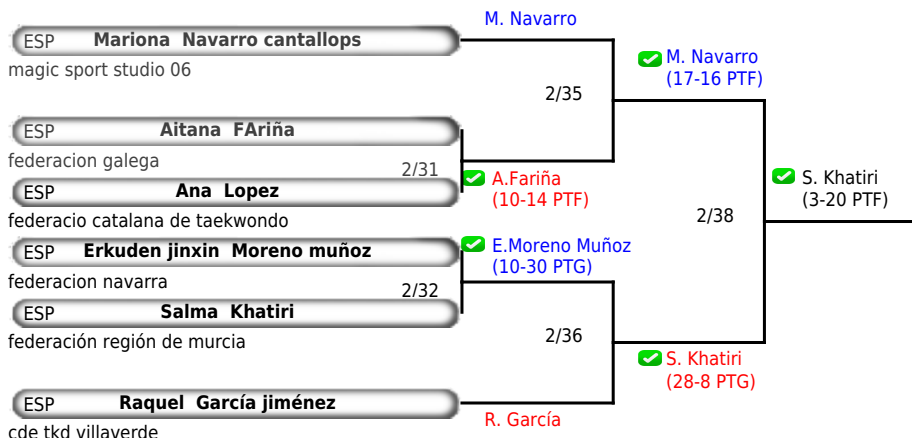 M. Navarro
ESP Mariona Navarro cantallops
magic sport studio 06
M. Navarro
(17-16 PTF)
2/35
ESP Aitana FAriña
federacion galega
2/31
A.Fariña
(10-14 PTF)
ESP Ana Lopez
federacio catalana de taekwondo
S. Khatiri
(3-20 PTF)
2/38
ESP Erkuden jinxin Moreno muñoz
federacion navarra
E.Moreno Muñoz
(10-30 PTG)
2/32
ESP Salma Khatiri
federación región de murcia
2/36
S. Khatiri
(28-8 PTG)
ESP Raquel García jiménez
R. García
cde tkd villaverde